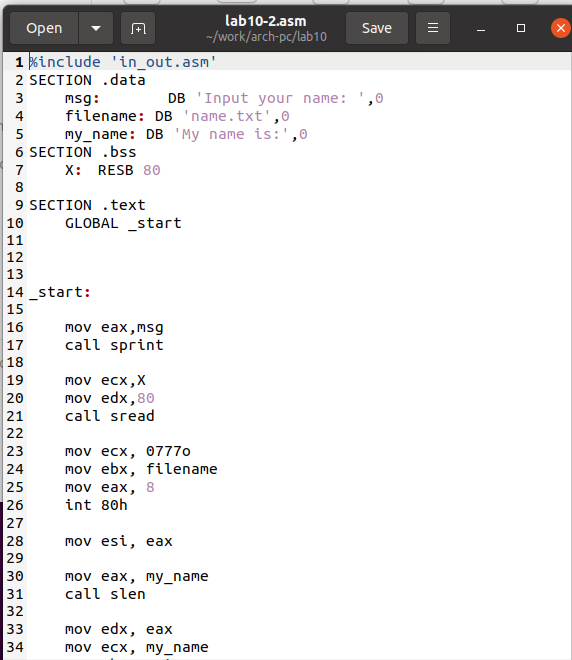 Open
lab10-2.asm
~/work/arch-pc/lab10
Save
1 %include 'in_out.asm'
2 SECTION .data
3     msg:       DB 'Input your name: ',0
4     filename: DB 'name.txt',0
5     my_name: DB 'My name is:',0
6 SECTION .bss
7     X:  RESB 80
8
9 SECTION .text
10     GLOBAL _start
11
12
13
14 _start:
15
16     mov eax,msg
17     call sprint
18
19     mov ecx,X
20     mov edx,80
21     call sread
22
23     mov ecx, 0777o
24     mov ebx, filename
25     mov eax, 8
26     int 80h
27
28     mov esi, eax
29
30     mov eax, my_name
31     call slen
32
33     mov edx, eax
34     mov ecx, my_name